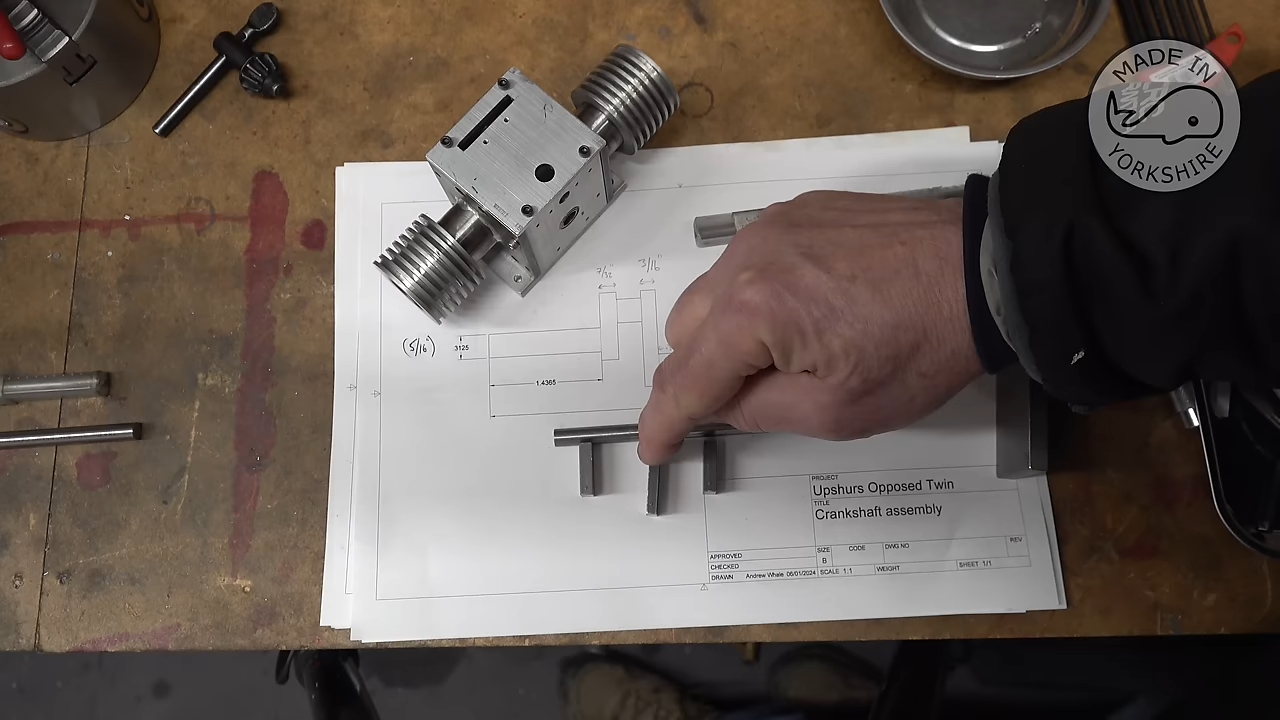 MADE IN
YORKSHIRE
7/32"
3/16"
(5/16")
3125
1.4365
PROJECT
Upshurs Opposed Twin
TITLE
Crankshaft assembly
APPROVED
CHECKED
DRAWN Andrew Whale 06/01/2024
SIZE
B
CODE
DWG NO
REV
SCALE 1:1
WEIGHT
SHEET 1/1